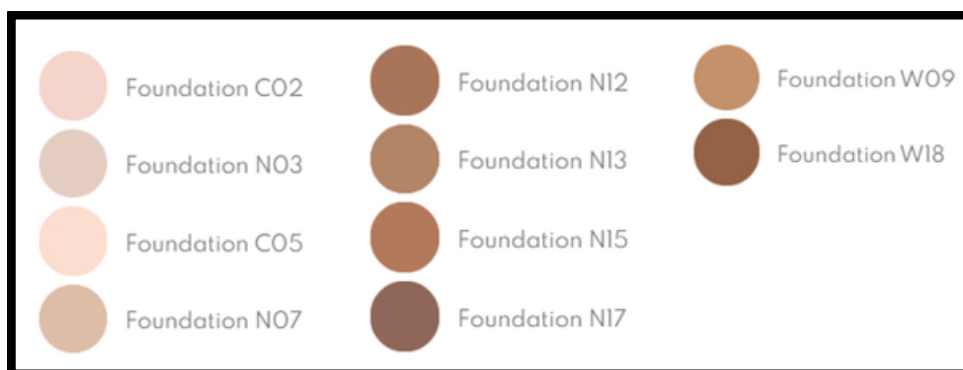 Foundation C02
Foundation N03
Foundation C05
Foundation N07
Foundation N12
Foundation N13
Foundation N15
Foundation N17
Foundation W09
Foundation W18